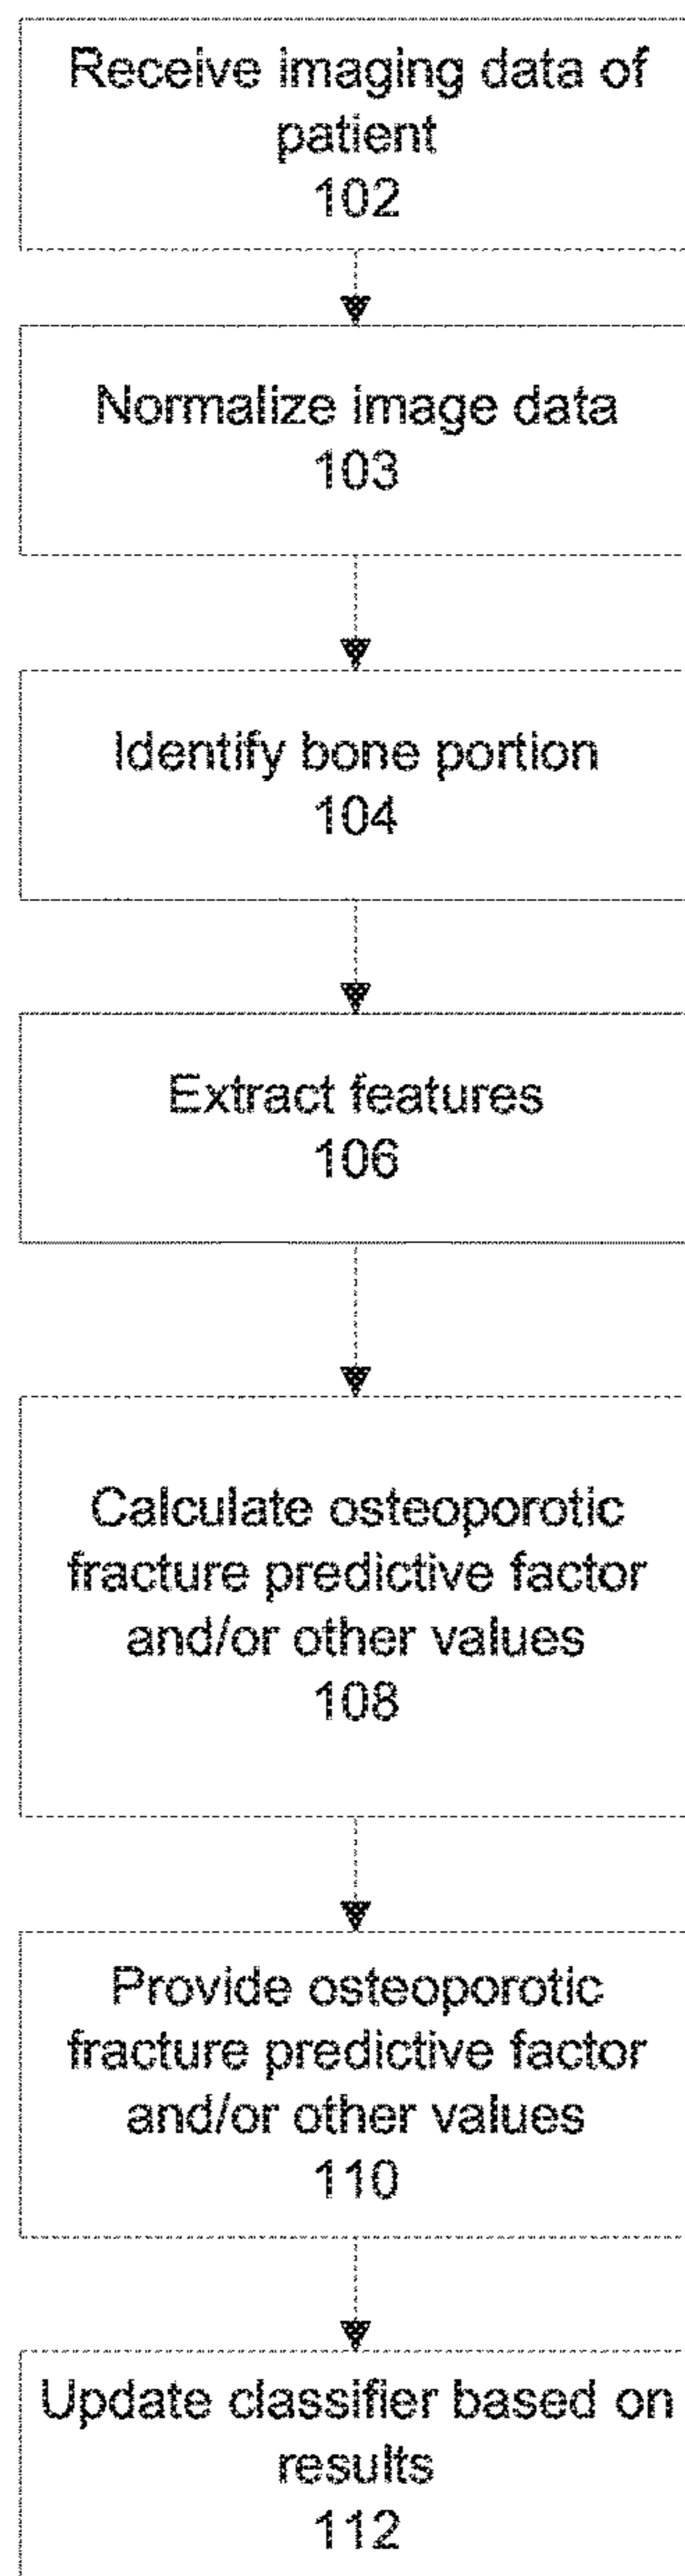 Receive imaging data of
patient
102
Normalize image data
103
Identify bone portion
104
Extract features
106
Calculate osteoporotic
fracture predictive factor
and/or other values
108
Provide osteoporotic
fracture predictive factor
and/or other values
110
Update classifier based on
results
112